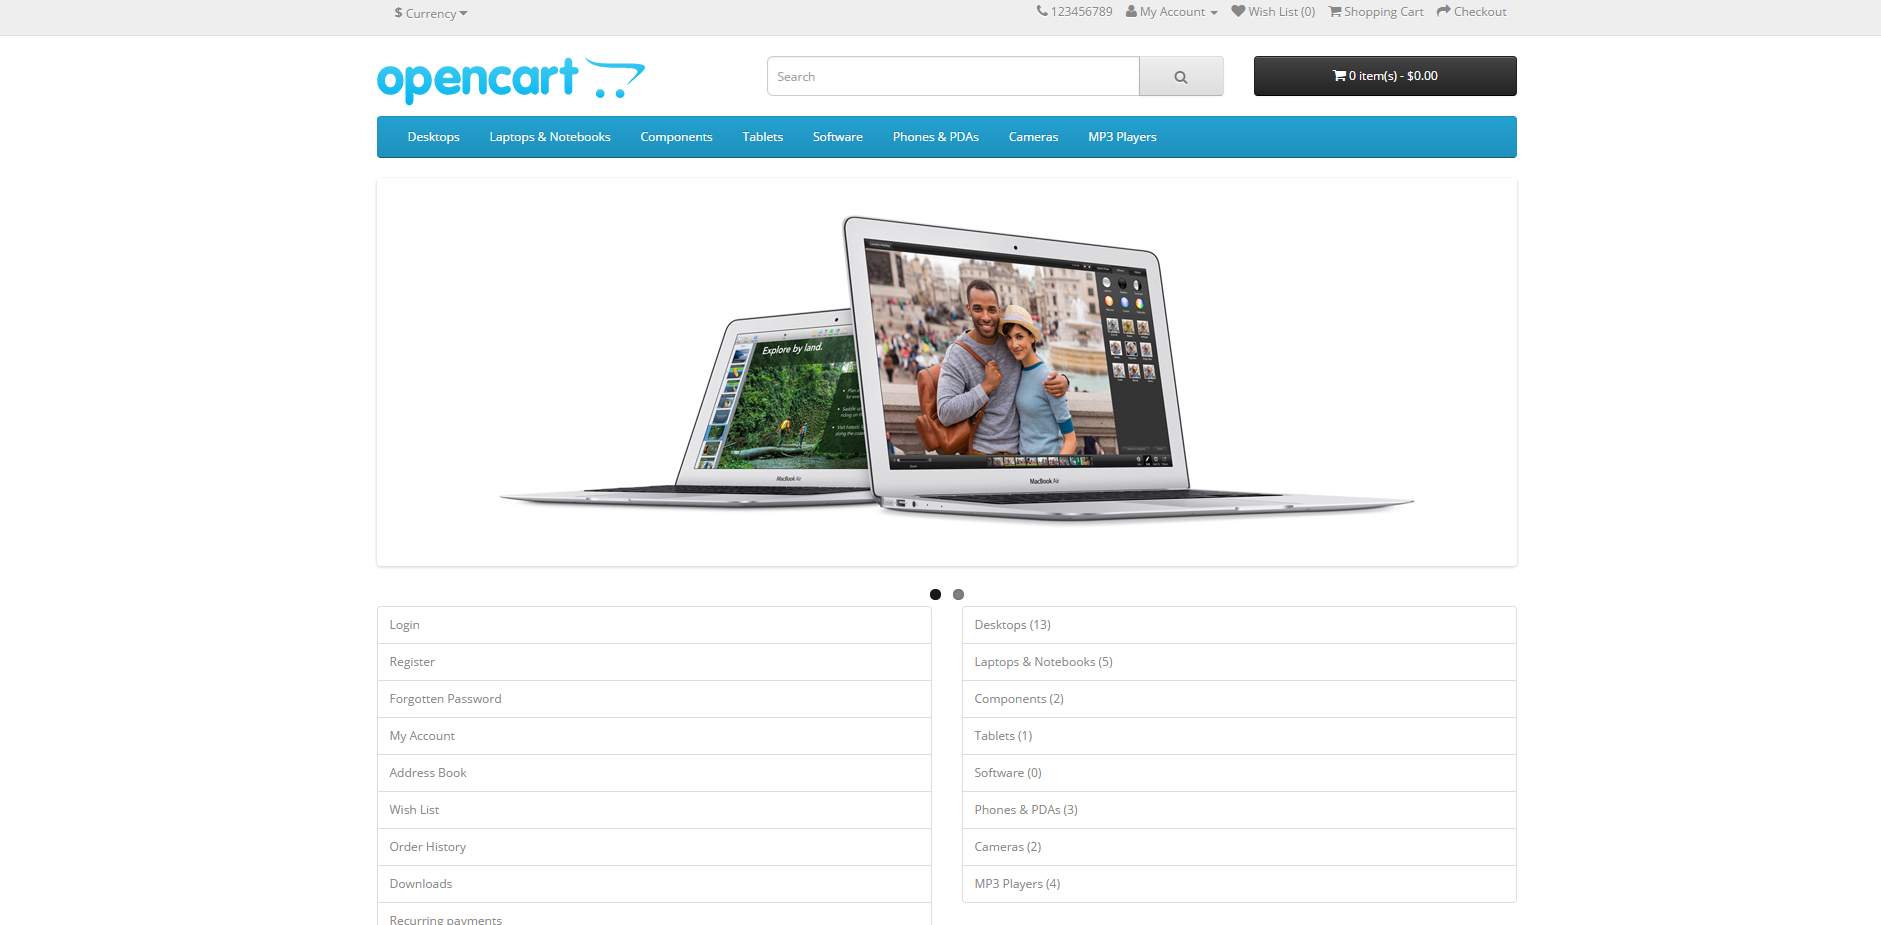 $ Currency
123456789 My Account Wish List (0) Shopping Cart Checkout
opencart
Search
0 item(s) - $0.00
Desktops Laptops & Notebooks Components Tablets Software Phones & PDAs Cameras MP3 Players
Explore by land.
MacBook Air
MacBook Air
Login
Register
Forgotten Password
My Account
Address Book
Wish List
Order History
Downloads
Recurring payments
Desktops (13)
Laptops & Notebooks (5)
Components (2)
Tablets (1)
Software (0)
Phones & PDAs (3)
Cameras (2)
MP3 Players (4)